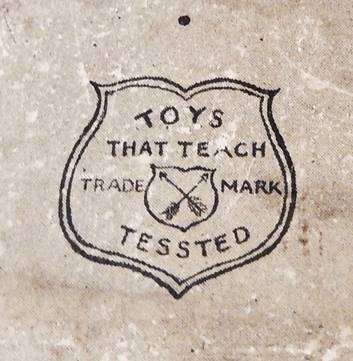 TOYS
THAT TEACH
TRADE MARK
TESSTED